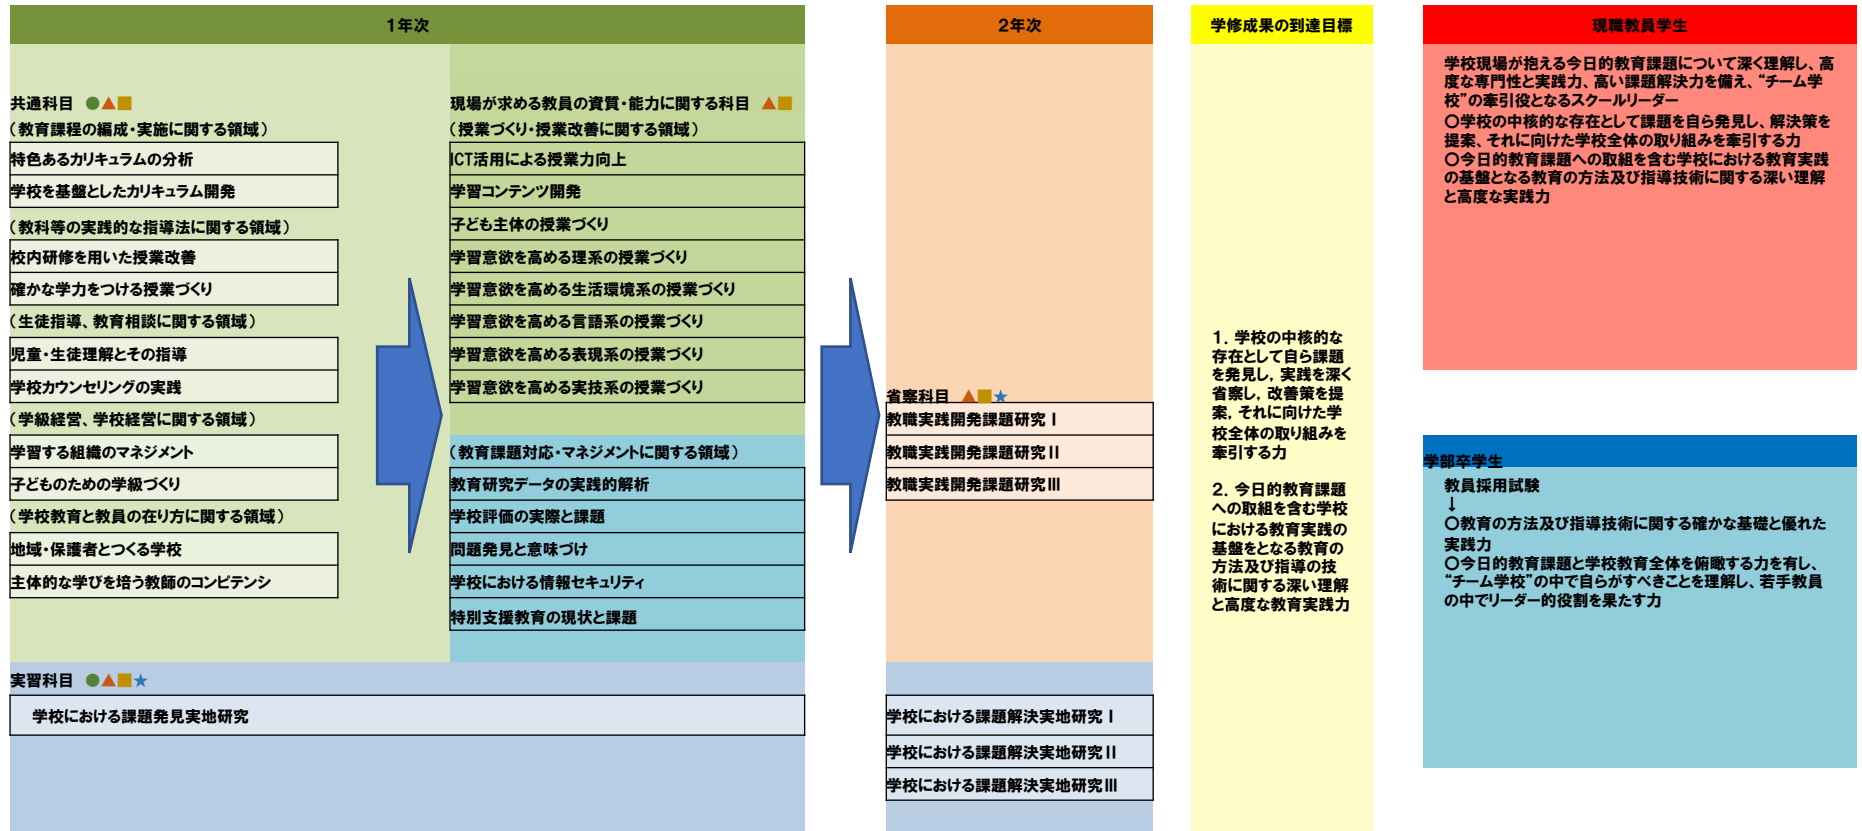 1年次
共通科目 ●▲■
（教育課程の編成・実施に関する領域）
特色あるカリキュラムの分析
学校を基盤としたカリキュラム開発
（教科等の実践的な指導法に関する領域）
校内研修を用いた授業改善
確かな学力をつける授業づくり
（生徒指導、教育相談に関する領域）
児童・生徒理解とその指導
学校カウンセリングの実践
（学級経営、学校経営に関する領域）
学習する組織のマネジメント
子どものための学級づくり
（学校教育と教員の在り方に関する領域）
地域・保護者とつくる学校
主体的な学びを培う教師のコンピテンシ
現場が求める教員の資質・能力に関する科目 ▲■
（授業づくり・授業改善に関する領域）
ICT活用による授業力向上
学習コンテンツ開発
子ども主体の授業づくり
学習意欲を高める理系の授業づくり
学習意欲を高める生活環境系の授業づくり
学習意欲を高める言語系の授業づくり
学習意欲を高める表現系の授業づくり
学習意欲を高める実技系の授業づくり
（教育課題対応・マネジメントに関する領域）
教育研究データの実践的解析
学校評価の実際と課題
問題発見と意味づけ
学校における情報セキュリティ
特別支援教育の現状と課題
実習科目 ●▲■★
学校における課題発見実地研究
2年次
省察科目 ▲■★
教職実践開発課題研究Ⅰ
教職実践開発課題研究Ⅱ
教職実践開発課題研究Ⅲ
学校における課題解決実地研究Ⅰ
学校における課題解決実地研究Ⅱ
学校における課題解決実地研究Ⅲ
学修成果の到達目標
1．学校の中核的な
存在として自ら課題
を発見し，実践を深く
省察し，改善策を提
案，それに向けた学
校全体の取り組みを
牽引する力
2．今日的教育課題
への取組を含む学校
における教育実践の
基盤をとなる教育の
方法及び指導の技
術に関する深い理解
と高度な教育実践力
現職教員学生
学校現場が抱える今日的教育課題について深く理解し、高
度な専門性と実践力、高い課題解決力を備え、“チーム学
校”の牽引役となるスクールリーダー
○学校の中核的な存在として課題を自ら発見し、解決策を
提案、それに向けた学校全体の取り組みを牽引する力
○今日的教育課題への取組を含む学校における教育実践
の基盤となる教育の方法及び指導技術に関する深い理解
と高度な実践力
学部卒学生
教員採用試験
↓
○教育の方法及び指導技術に関する確かな基礎と優れた
実践力
○今日的教育課題と学校教育全体を俯瞰する力を有し、
“チーム学校”の中で自らがすべきことを理解し、若手教員
の中でリーダー的役割を果たす力